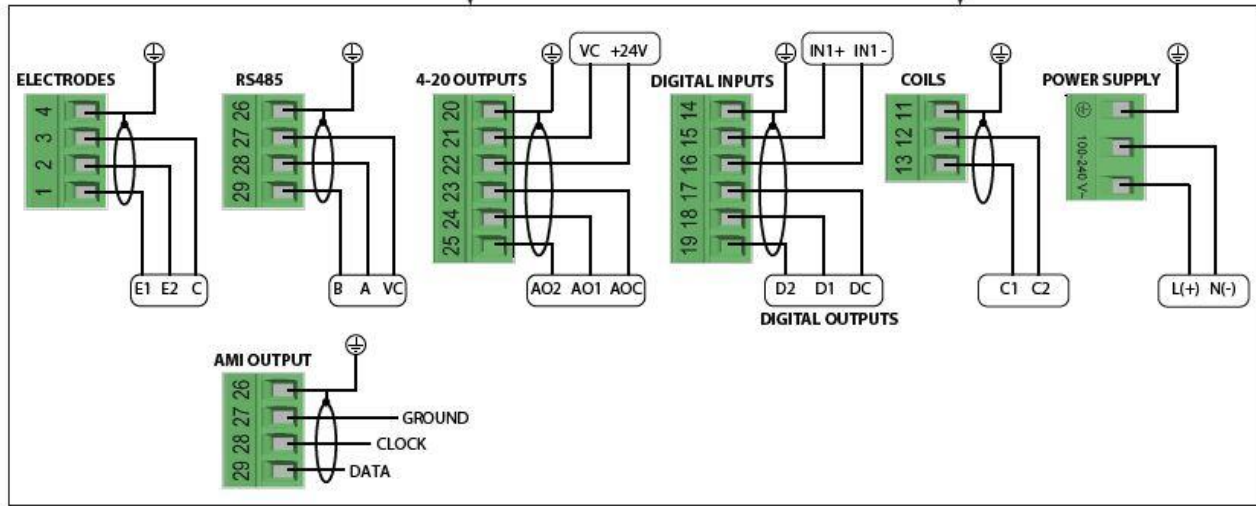 VC +24V
IN1+ IN1-
ELECTRODES
RS485
4-20 OUTPUTS
DIGITAL INPUTS
COILS
POWER SUPPLY
4
3
2
1
E1 E2 C
26
27
28
29
B A VC
20
21
22
23
24
25
AO2 AO1 AOC
14
15
16
17
18
19
D2 D1 DC
DIGITAL OUTPUTS
11
12
13
C1 C2
100-240 V~
L(+) N(-)
AMI OUTPUT
26
27
28
29
GROUND
CLOCK
DATA